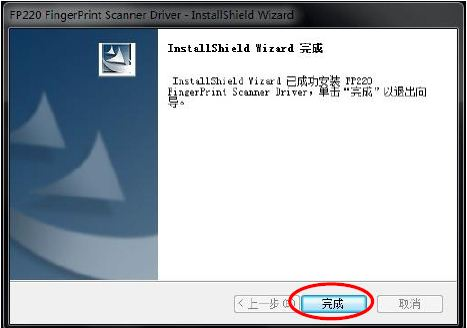 FP220 FingerPrint Scanner Driver - InstallShield Wizard
InstallShield Wizard 完成
InstallShield Wizard 已成功安装 FP220
FingerPrint Scanner Driver，单击“完成”以退出向
导。
< 上一步
完成
取消